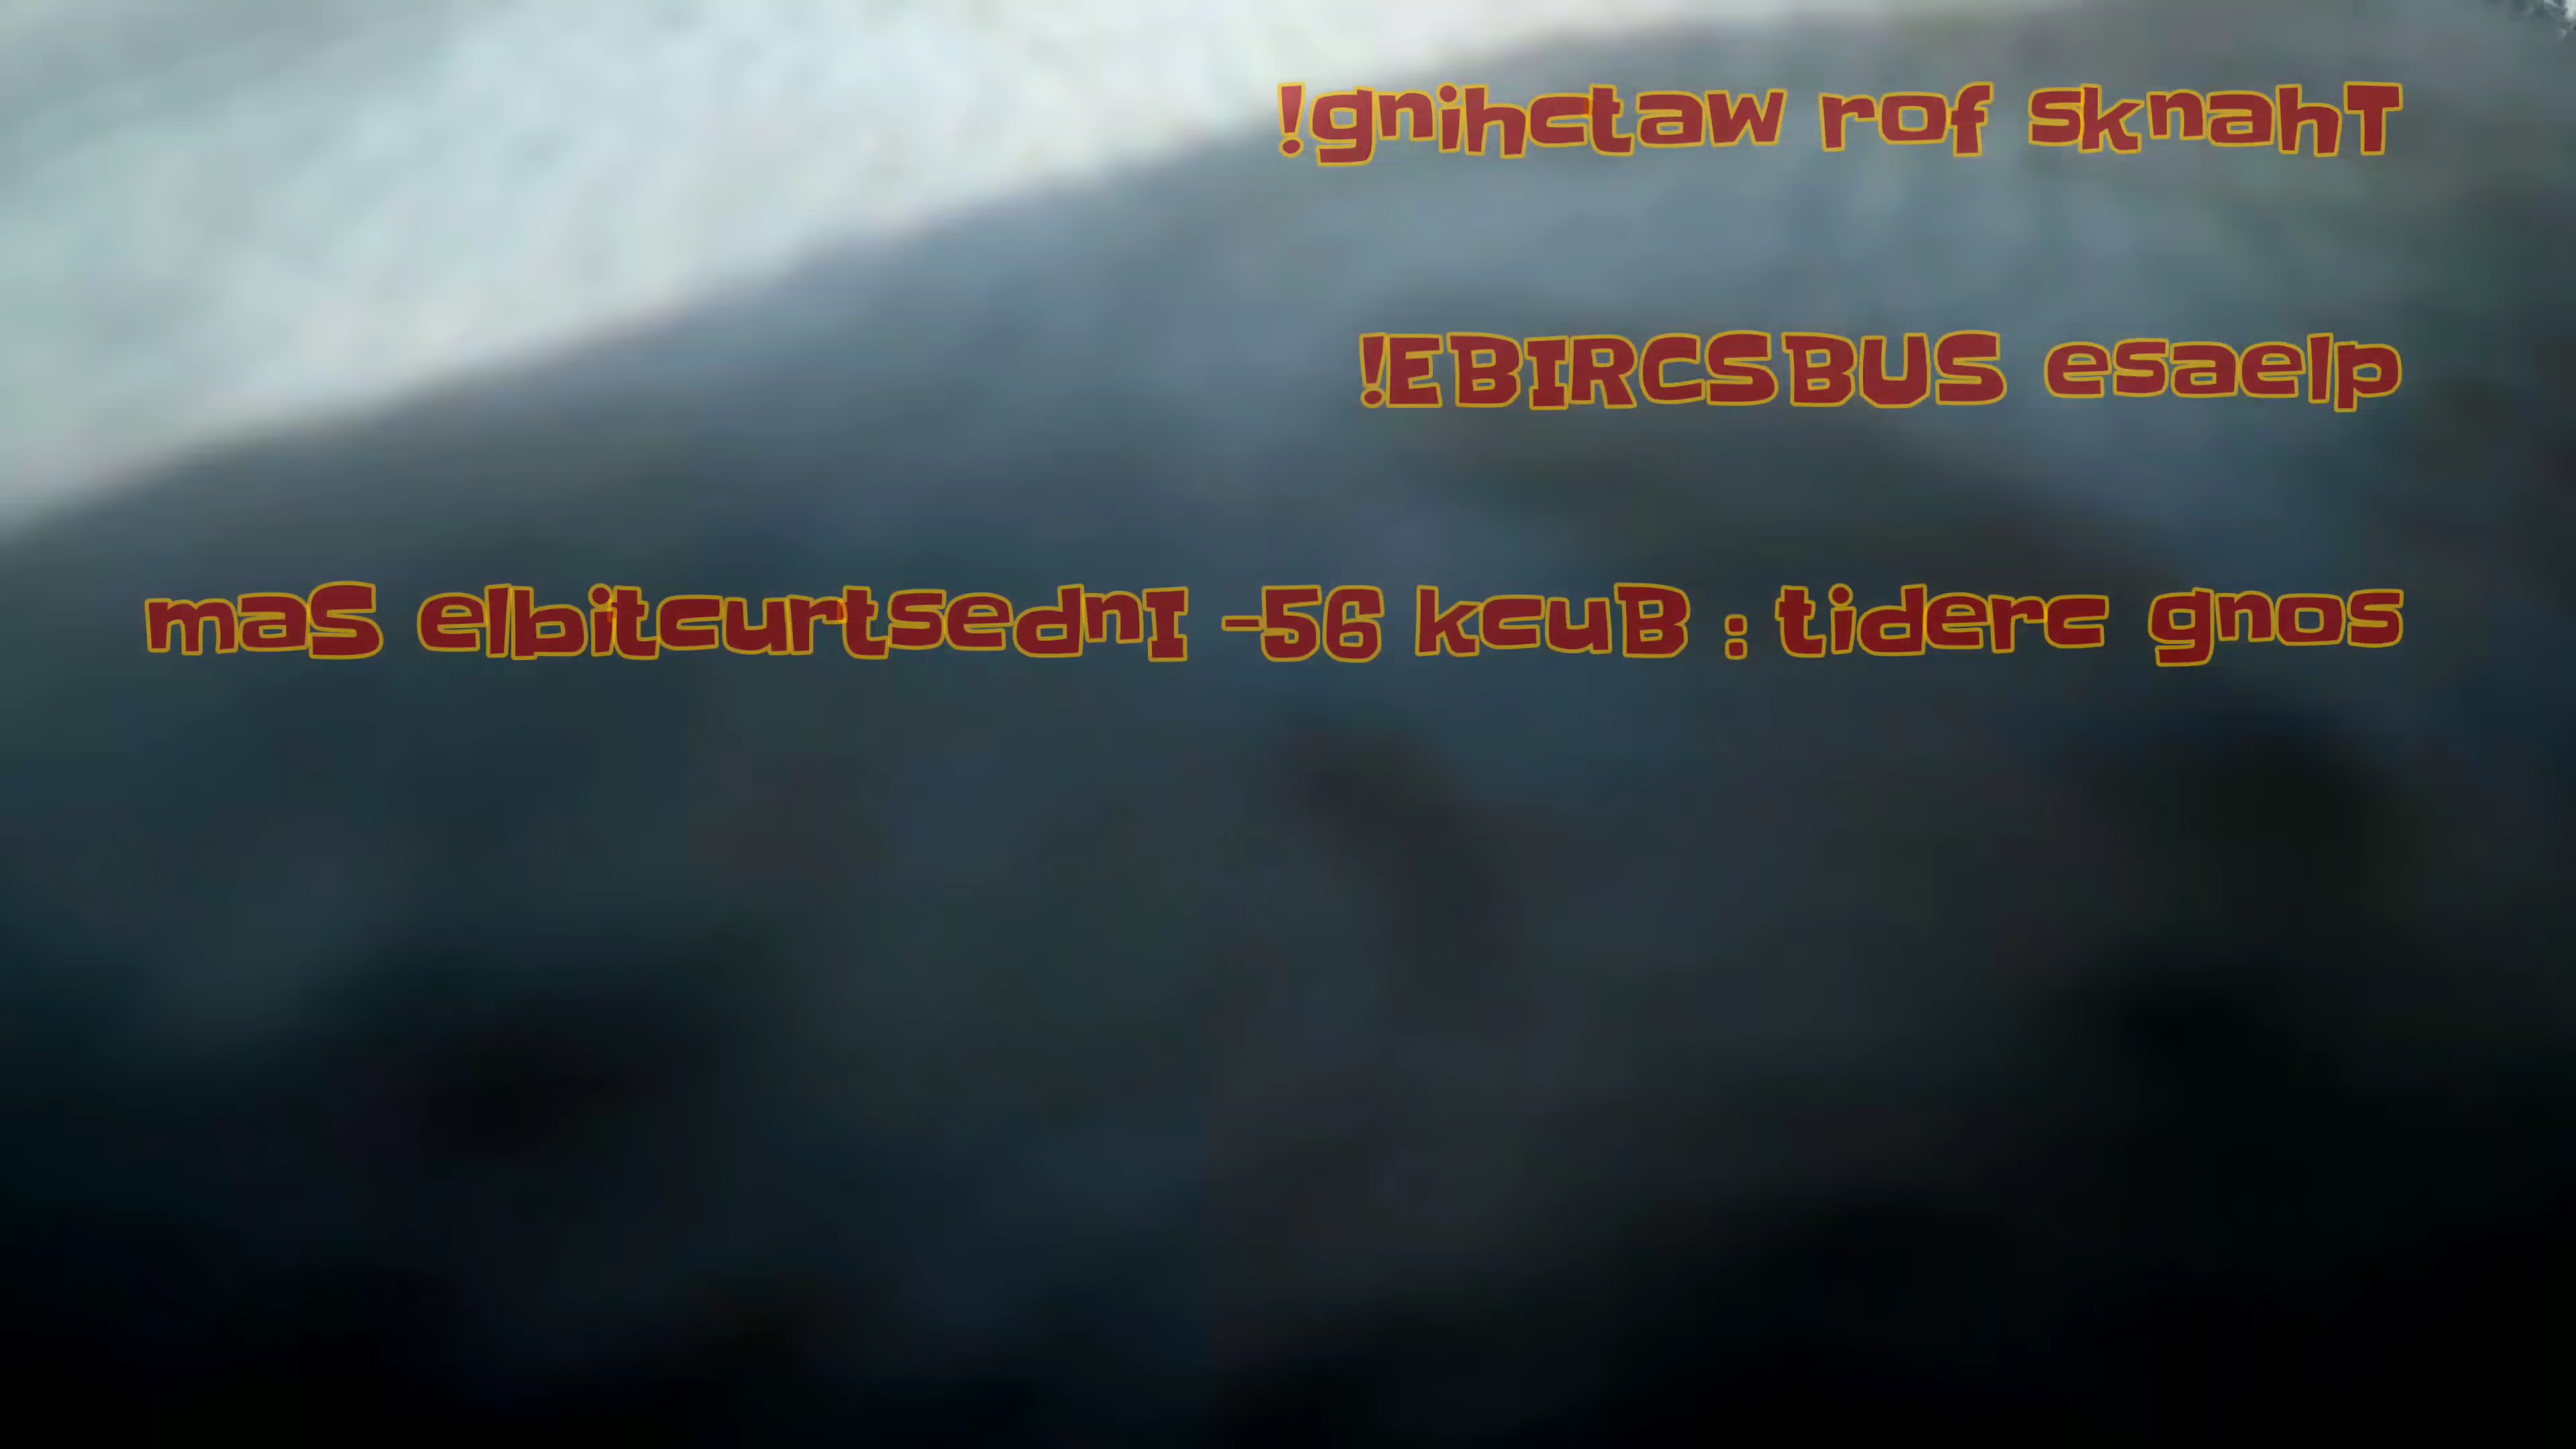 !gnihctaw rof sknahT
!EBIRCSBUS esaelp
maS elbitcurtsednI -56 kcuB : tiderc gnos